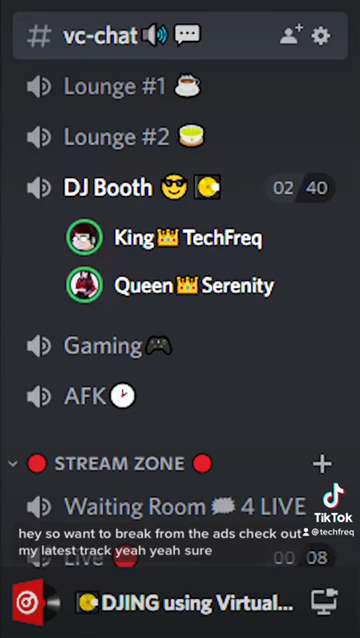 # vc-chat 🔊 💬
Lounge #1 ☕
Lounge #2 🍵
DJ Booth 😎 02 40
King 👑 TechFreq
Queen 👑 Serenity
Gaming 🎮
AFK 🕑
🔴 STREAM ZONE 🔴 +
Waiting Room 💭 4 LIVE
TikTok
@techfreq
hey so want to break from the ads check out
my latest track yeah yeah sure
Live 🔴 00 08
DJING using Virtual...